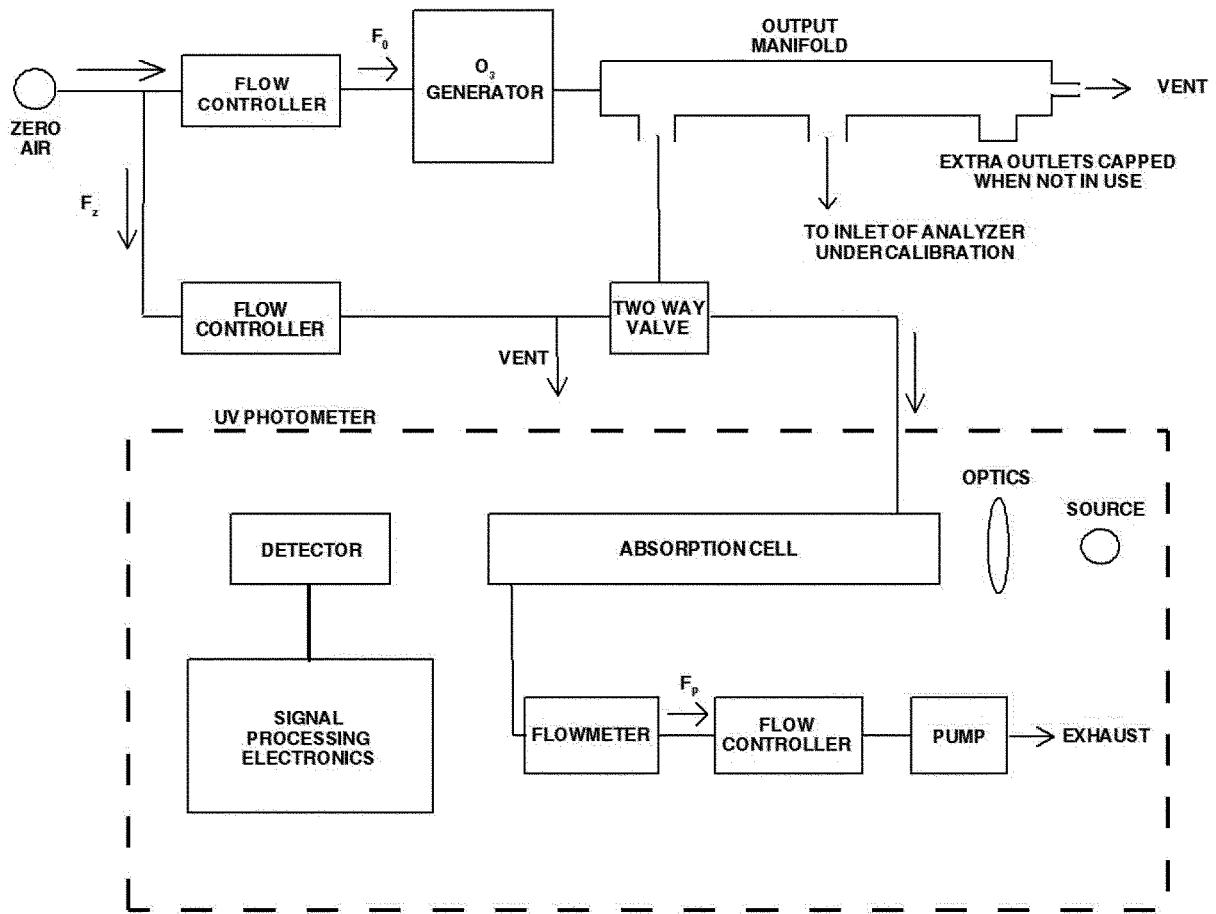 OUTPUT
MANIFOLD
F0
FLOW
CONTROLLER
O3
GENERATOR
VENT
ZERO
AIR
EXTRA OUTLETS CAPPED
WHEN NOT IN USE
Fz
TO INLET OF ANALYZER
UNDER CALIBRATION
FLOW
CONTROLLER
TWO WAY
VALVE
VENT
UV PHOTOMETER
OPTICS
SOURCE
DETECTOR
ABSORPTION CELL
Fp
SIGNAL
PROCESSING
ELECTRONICS
FLOWMETER
FLOW
CONTROLLER
PUMP
EXHAUST